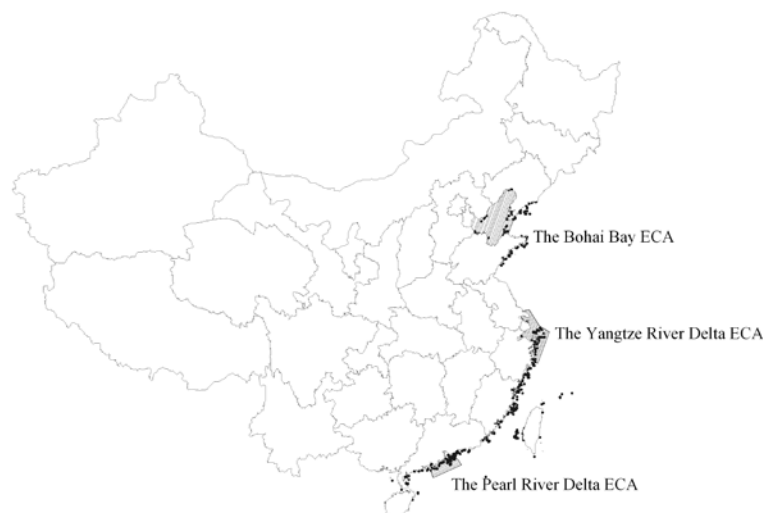 The Bohai Bay ECA
The Yangtze River Delta ECA
The Pearl River Delta ECA